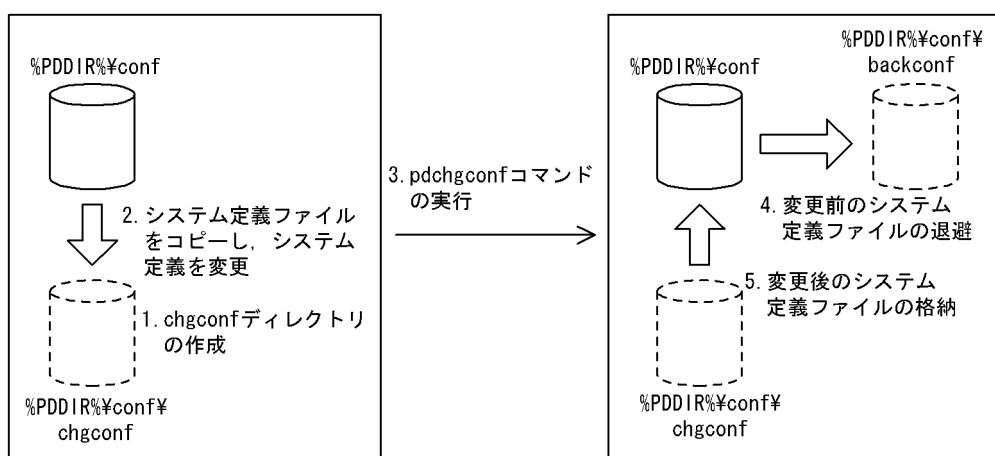 %PDDIR%¥conf
2. システム定義ファイル
をコピーし，システム
定義を変更
1. chgconfディレクトリ
の作成
%PDDIR%¥conf¥
chgconf
3. pdchgconfコマンド
の実行
%PDDIR%¥conf
%PDDIR%¥conf¥
backconf
4. 変更前のシステム
定義ファイルの退避
5. 変更後のシステム
定義ファイルの格納
%PDDIR%¥conf¥
chgconf